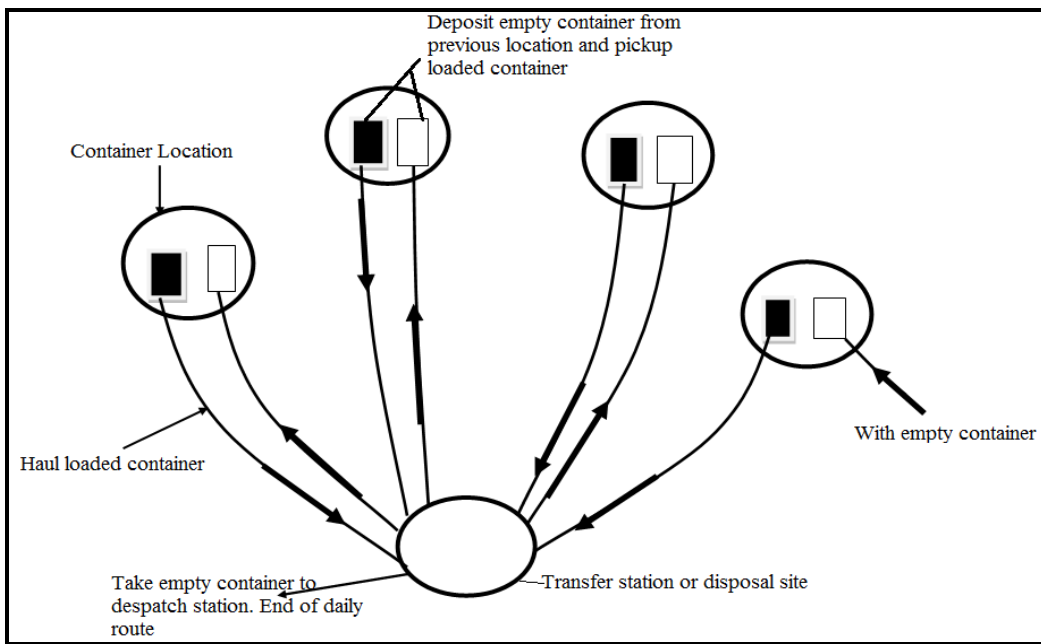 Deposit empty container from
previous location and pickup
loaded container
Container Location
With empty container
Haul loaded container
Take empty container to
despatch station. End of daily
route
Transfer station or disposal site